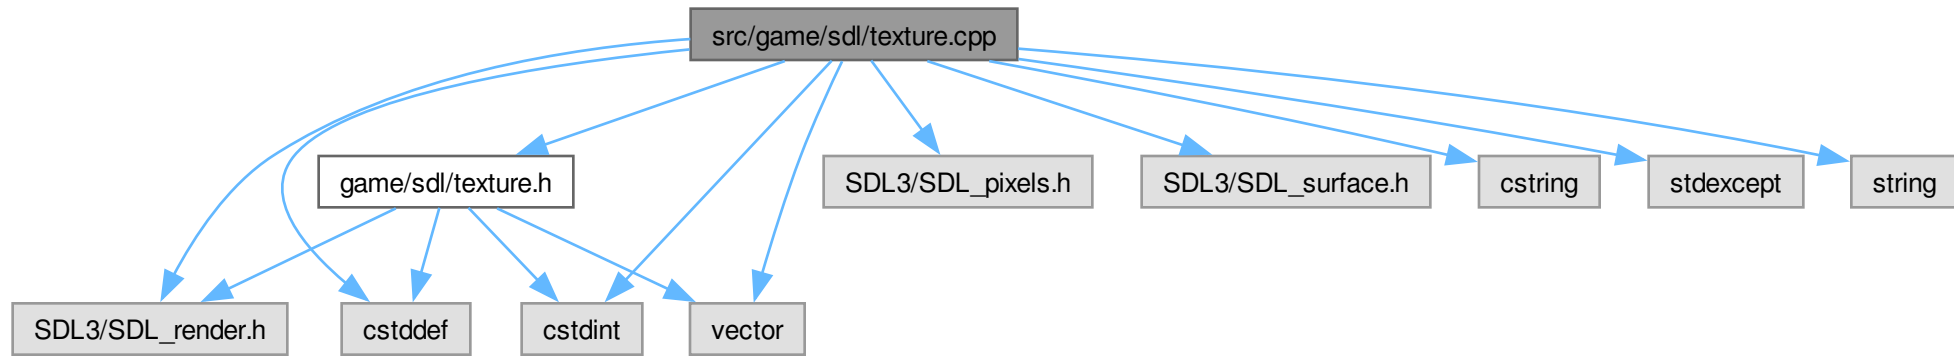 src/game/sdl/texture.cpp
game/sdl/texture.h
SDL3/SDL_pixels.h
SDL3/SDL_surface.h
cstring
stdexcept
string
SDL3/SDL_render.h
cstddef
cstdint
vector